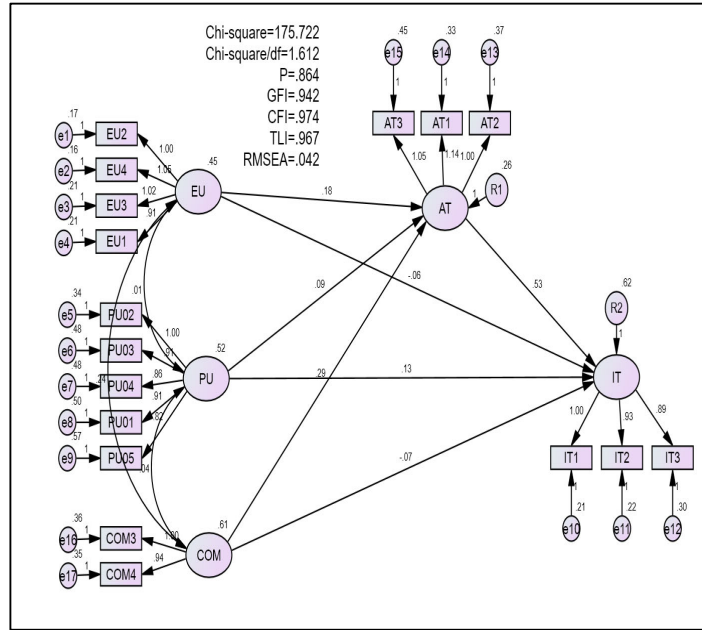 Chi-square=175.722
Chi-square/df=1.612
P=.864
GFI=.942
CFI=.974
TLI=.967
RMSEA=.042
.45
.33
.37
e15
e14
e13
1
1
1
AT3
AT1
AT2
1.05
1.14
1.00
.26
R1
1
AT
.17
e1
1
EU2
1.00
.16
e2
1
EU4
1.05
.21
e3
1
EU3
1.02
.21
e4
1
EU1
.91
.45
EU
.18
-.06
.53
.01
.09
.62
R2
1
.34
e5
1
PU02
1.00
.48
e6
1
PU03
.91
.48
e7
1
PU04
.86
.50
e8
1
PU01
.91
.57
e9
1
PU05
.82
.52
PU
.24
.04
.29
.13
IT
-.07
1.00
.93
.89
IT1
IT2
IT3
1
1
1
.21
.22
.30
e10
e11
e12
.36
e16
1
COM3
1.00
.35
e17
1
COM4
.94
.61
COM